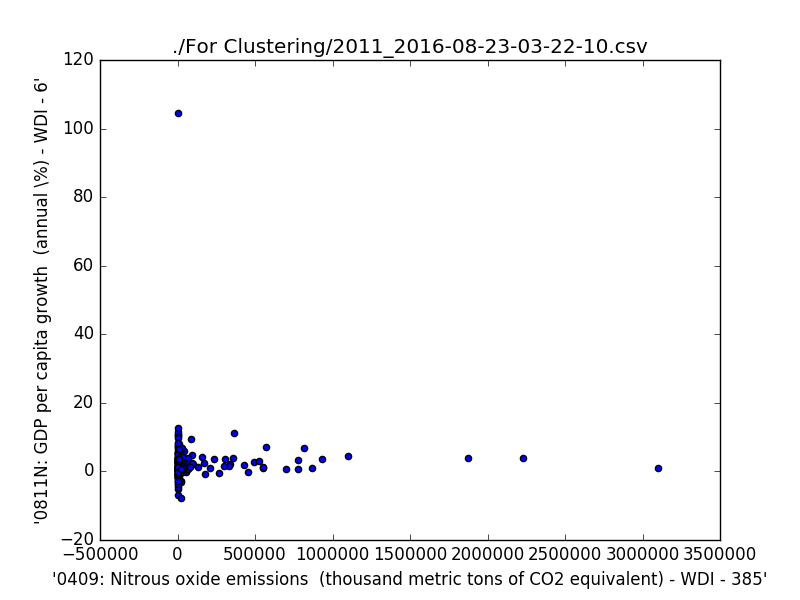 ./For Clustering/2011_2016-08-23-03-22-10.csv
120
100
80
60
40
20
0
−20
'0811N: GDP per capita growth  (annual \%) - WDI - 6'
−500000 0 500000 1000000 1500000 2000000 2500000 3000000 3500000
'0409: Nitrous oxide emissions  (thousand metric tons of CO2 equivalent) - WDI - 385'